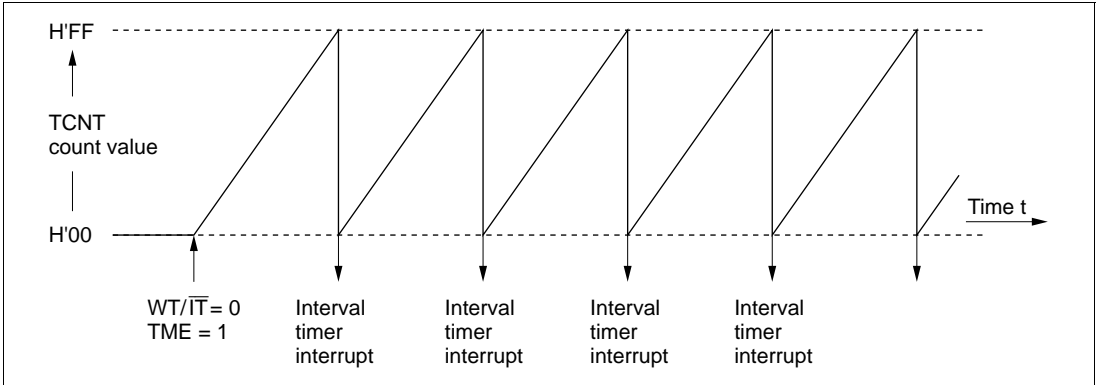 H'FF
TCNT
count value
Time t
H'00
WT/I̅T̅ = 0
TME = 1
Interval
timer
interrupt
Interval
timer
interrupt
Interval
timer
interrupt
Interval
timer
interrupt